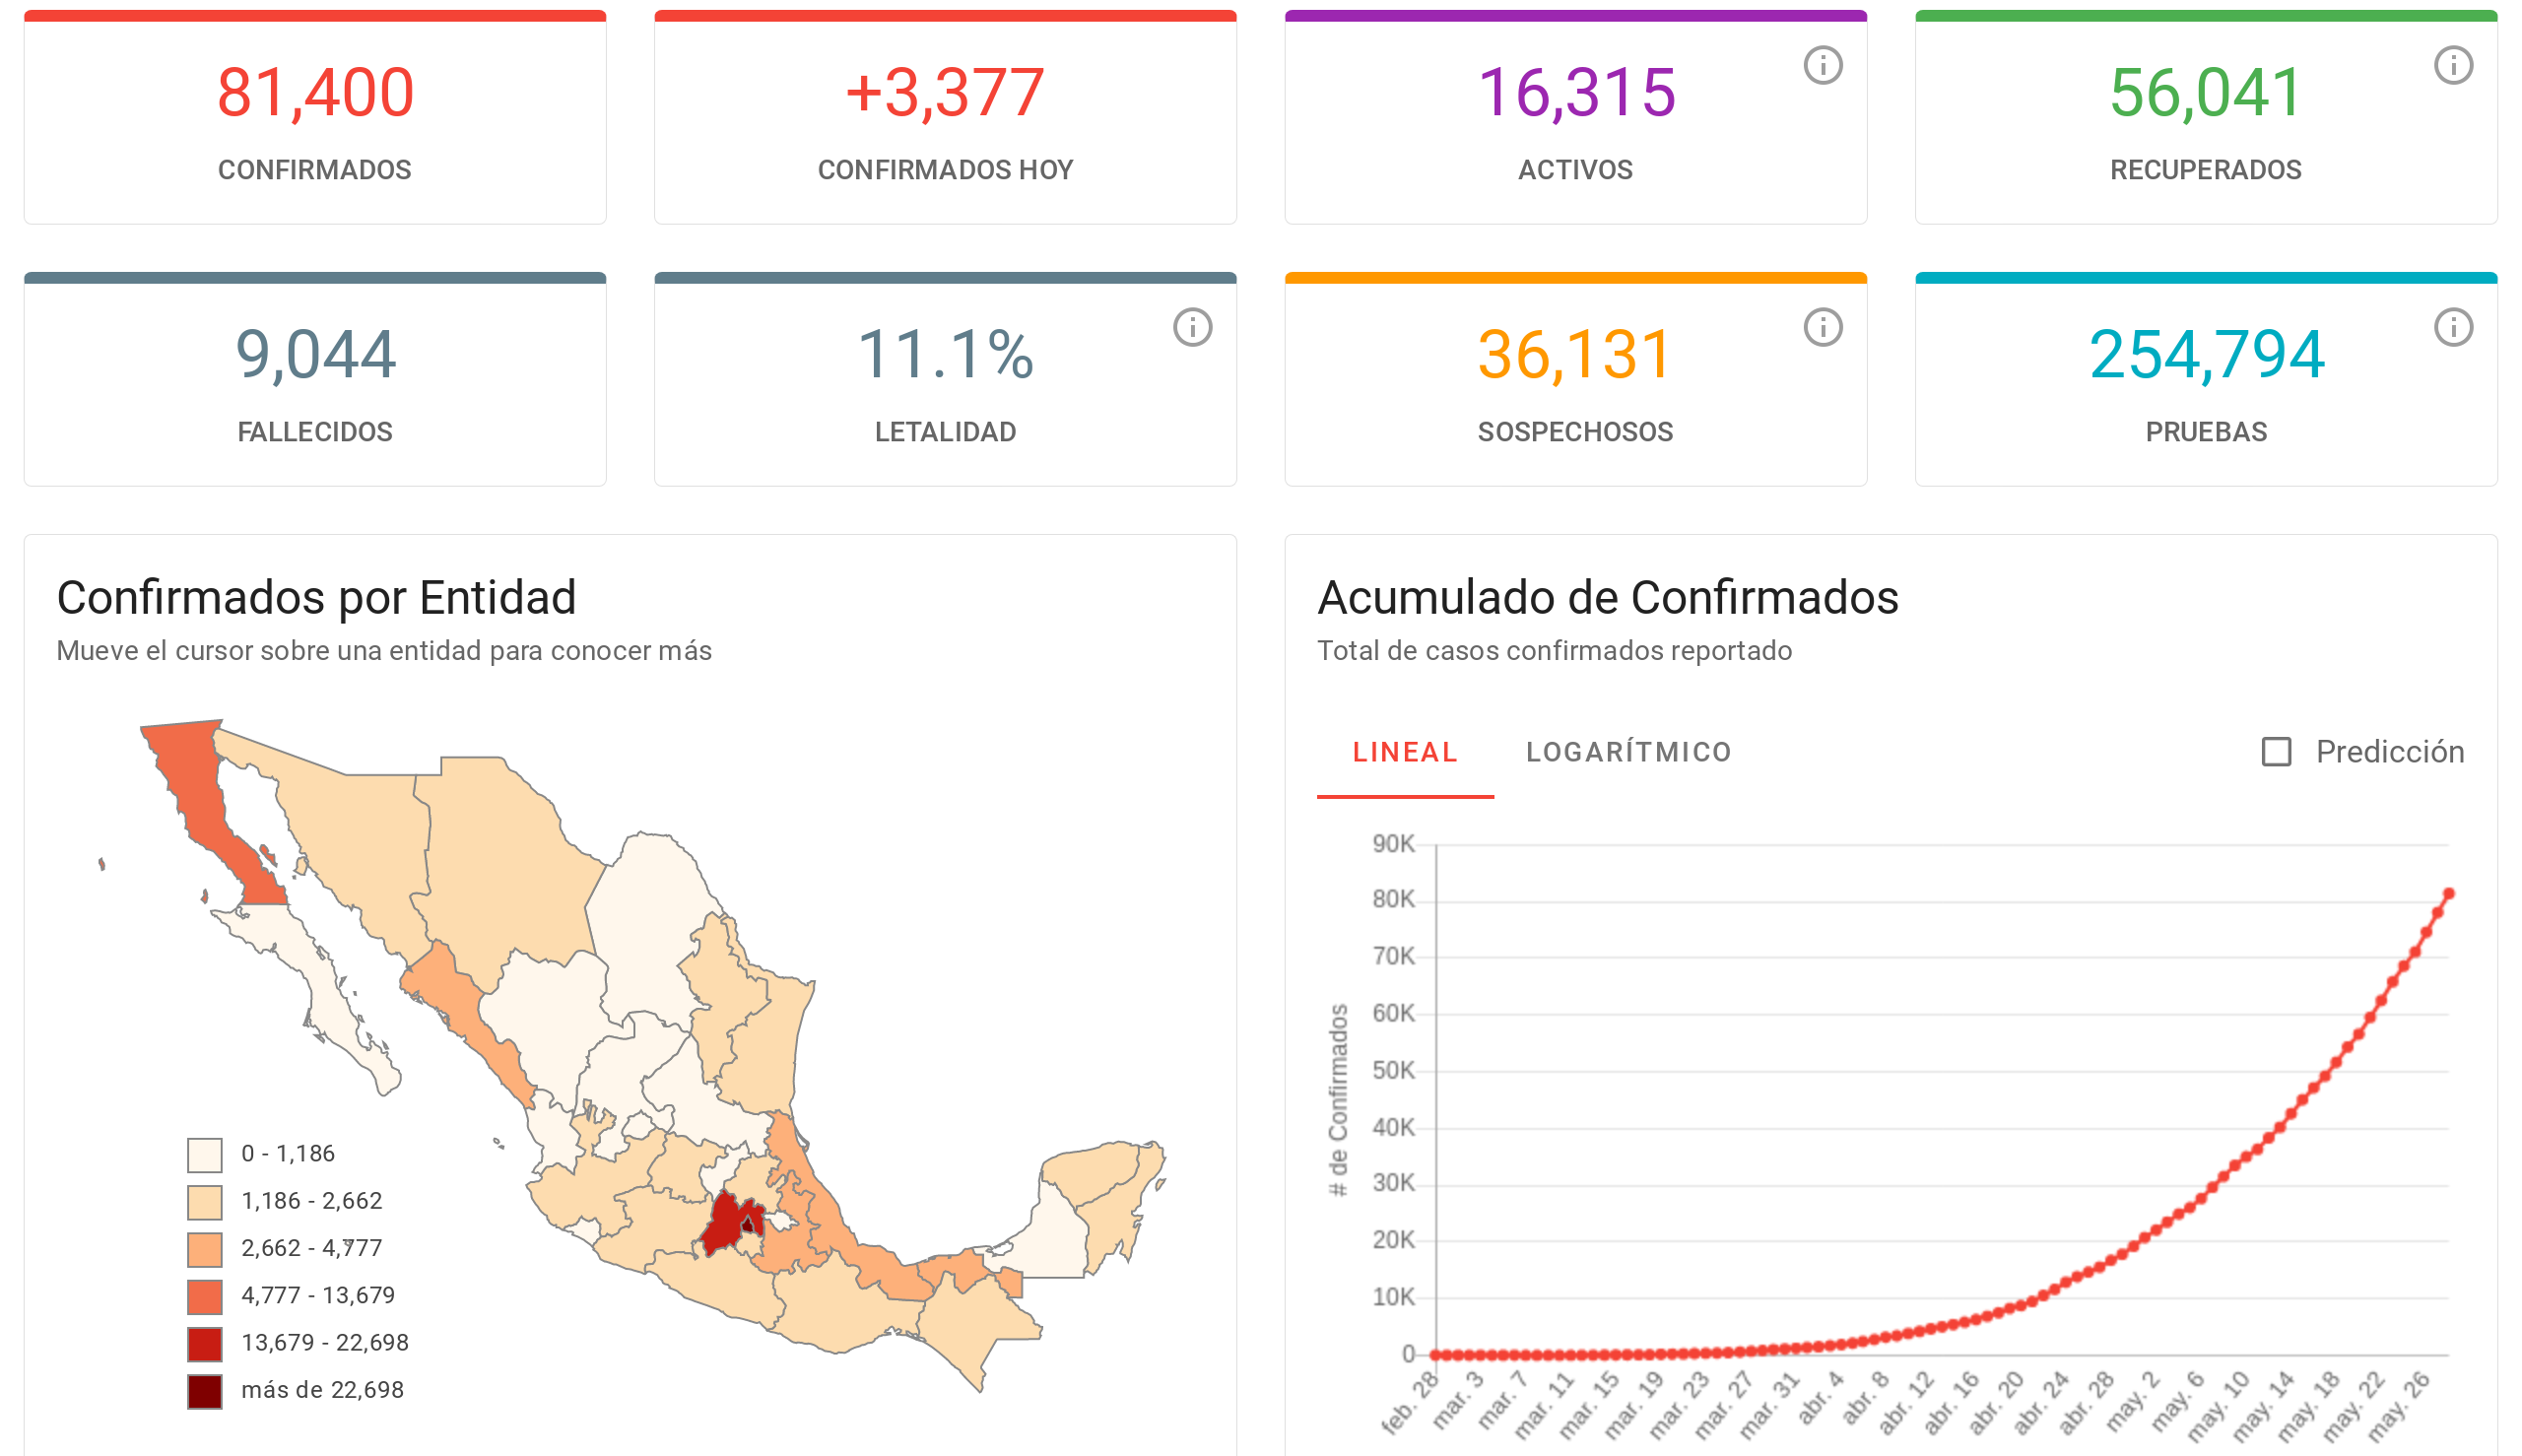 81,400
CONFIRMADOS
+3,377
CONFIRMADOS HOY
16,315
ACTIVOS
56,041
RECUPERADOS
9,044
FALLECIDOS
11.1%
LETALIDAD
36,131
SOSPECHOSOS
254,794
PRUEBAS
Confirmados por Entidad
Mueve el cursor sobre una entidad para conocer más
0 - 1,186
1,186 - 2,662
2,662 - 4,777
4,777 - 13,679
13,679 - 22,698
más de 22,698
Acumulado de Confirmados
Total de casos confirmados reportado
LINEAL
LOGARÍTMICO
Predicción
# de Confirmados
90K
80K
70K
60K
50K
40K
30K
20K
10K
0
feb. 28
mar. 3
mar. 7
mar. 11
mar. 15
mar. 19
mar. 23
mar. 27
mar. 31
abr. 4
abr. 8
abr. 12
abr. 16
abr. 20
abr. 24
abr. 28
may. 2
may. 6
may. 10
may. 14
may. 18
may. 22
may. 26